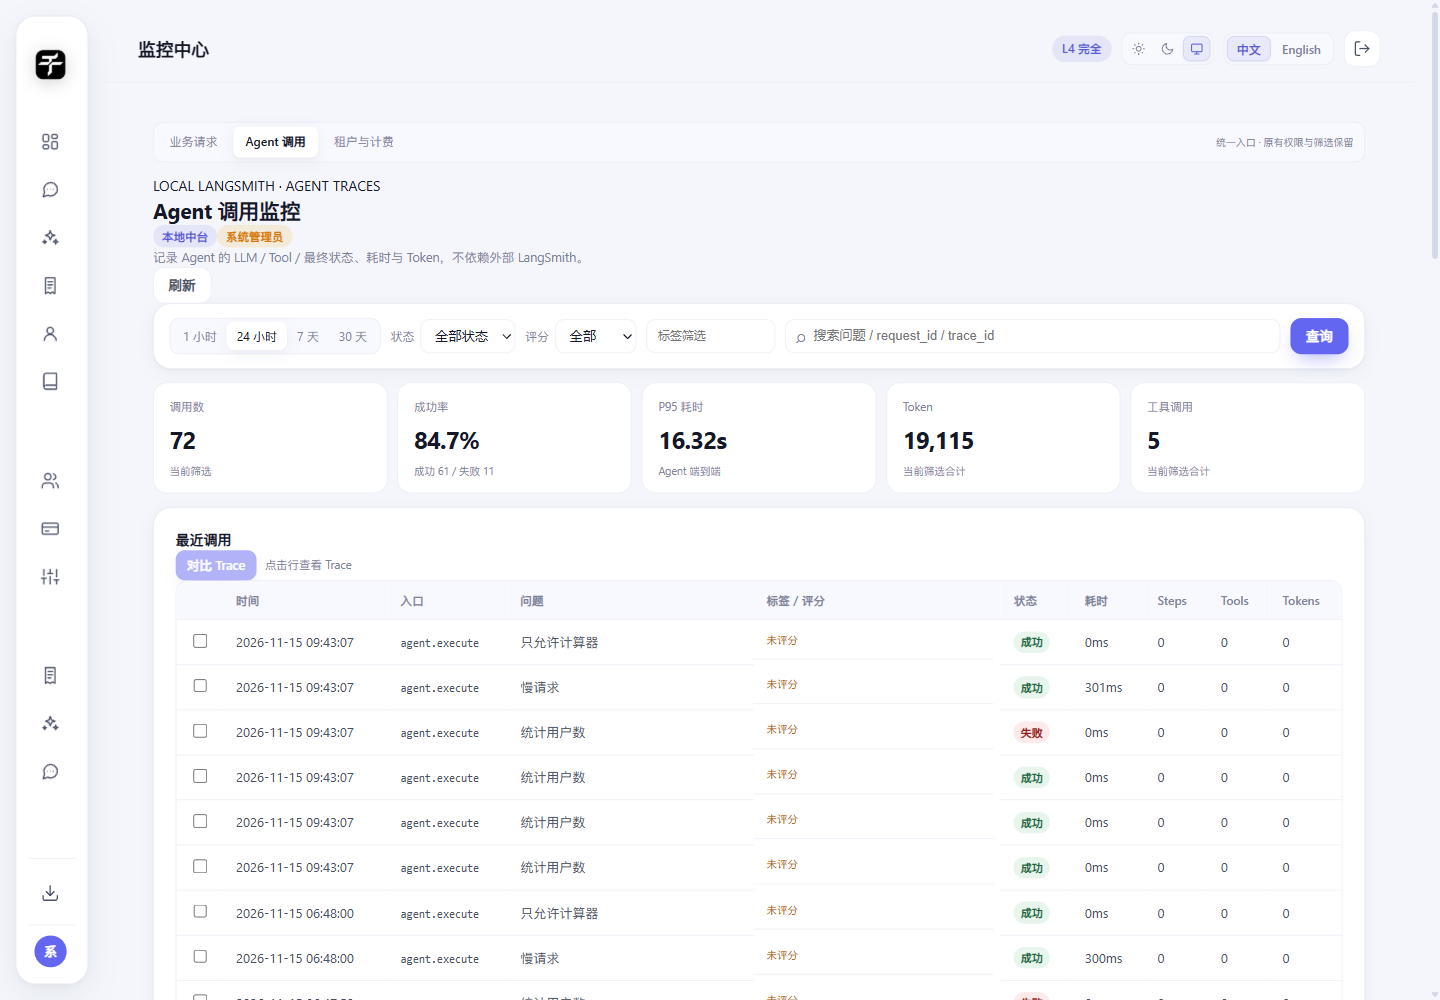 监控中心
L4 完全
中文
English
业务请求
Agent 调用
租户与计费
统一入口 · 原有权限与筛选保留
LOCAL LANGSMITH · AGENT TRACES
Agent 调用监控
本地中台
系统管理员
记录 Agent 的 LLM / Tool / 最终状态、耗时与 Token，不依赖外部 LangSmith。
刷新
1 小时
24 小时
7 天
30 天
状态
全部状态
评分
全部
标签筛选
搜索问题 / request_id / trace_id
查询
调用数
72
当前筛选
成功率
84.7%
成功 61 / 失败 11
P95 耗时
16.32s
Agent 端到端
Token
19,115
当前筛选合计
工具调用
5
当前筛选合计
最近调用
对比 Trace
点击行查看 Trace
时间 入口 问题 标签 / 评分 状态 耗时 Steps Tools Tokens
2026-11-15 09:43:07 agent.execute 只允许计算器 未评分 成功 0ms 0 0 0
2026-11-15 09:43:07 agent.execute 慢请求 未评分 成功 301ms 0 0 0
2026-11-15 09:43:07 agent.execute 统计用户数 未评分 失败 0ms 0 0 0
2026-11-15 09:43:07 agent.execute 统计用户数 未评分 成功 0ms 0 0 0
2026-11-15 09:43:07 agent.execute 统计用户数 未评分 成功 0ms 0 0 0
2026-11-15 09:43:07 agent.execute 统计用户数 未评分 成功 0ms 0 0 0
2026-11-15 06:48:00 agent.execute 只允许计算器 未评分 成功 0ms 0 0 0
2026-11-15 06:48:00 agent.execute 慢请求 未评分 成功 300ms 0 0 0
系